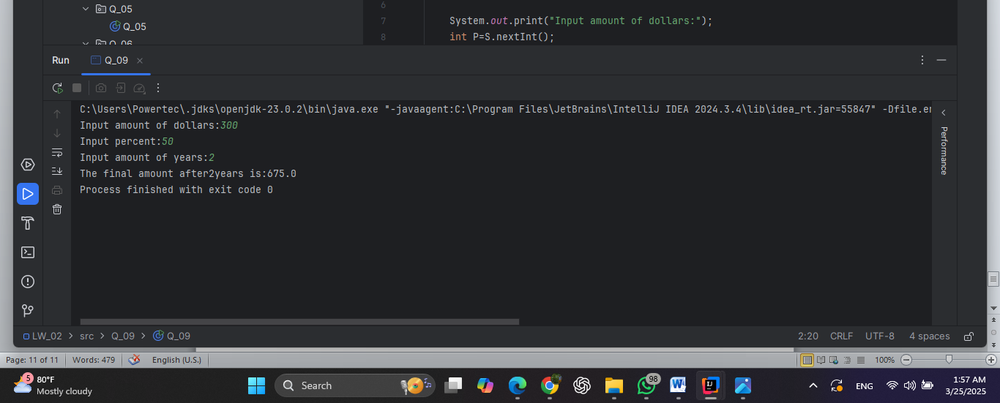 Q_05
6
Q_05
7 System.out.print("Input amount of dollars:");
8 int P=S.nextInt();
Run Q_09
C:\Users\Powertec\.jdks\openjdk-23.0.2\bin\java.exe "-javaagent:C:\Program Files\JetBrains\IntelliJ IDEA 2024.3.4\lib\idea_rt.jar=55847" -Dfile.en
Input amount of dollars:300
Input percent:50
Input amount of years:2
The final amount after2years is:675.0
Process finished with exit code 0
Performance
LW_02 > src > Q_09 > Q_09 2:20 CRLF UTF-8 4 spaces
Page: 11 of 11 Words: 479 English (U.S.) 100%
5 80°F
Mostly cloudy
Search
98
ENG
1:57 AM
3/25/2025